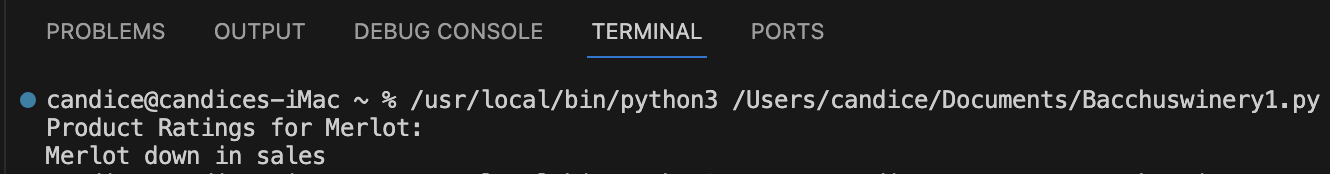 PROBLEMS OUTPUT DEBUG CONSOLE TERMINAL PORTS
candice@candices-iMac ~ % /usr/local/bin/python3 /Users/candice/Documents/Bacchuswinery1.py
Product Ratings for Merlot:
Merlot down in sales